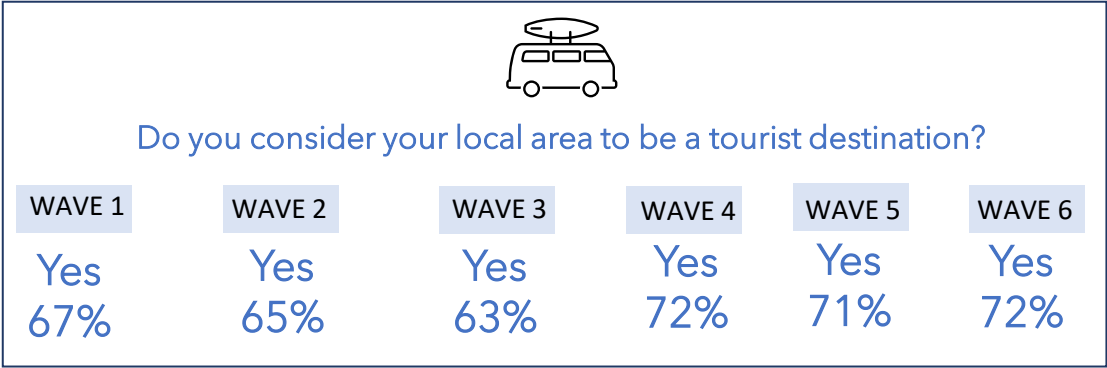 Do you consider your local area to be a tourist destination?
WAVE 1 WAVE 2 WAVE 3 WAVE 4 WAVE 5 WAVE 6
Yes Yes Yes Yes Yes Yes
67% 65% 63% 72% 71% 72%